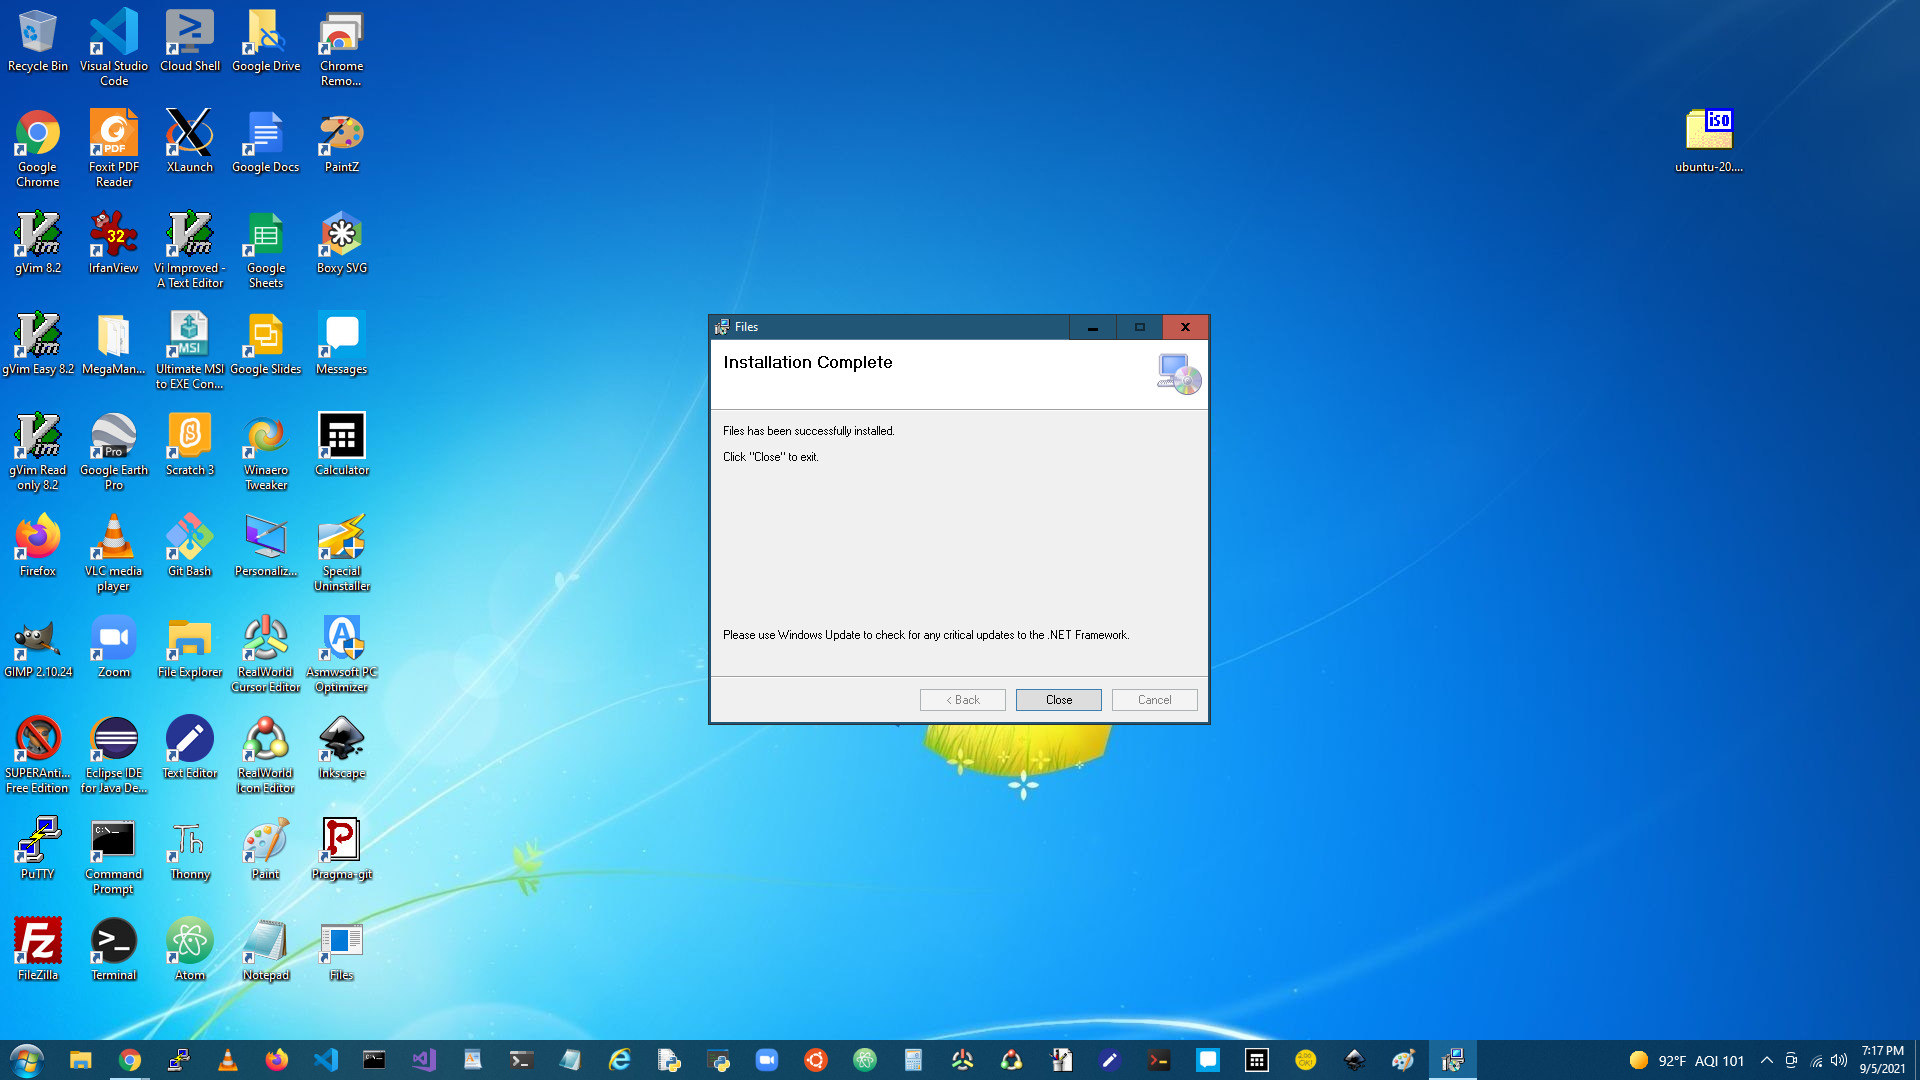 Recycle Bin
Visual Studio
Code
Cloud Shell
Google Drive
Chrome
Remo...
Google
Chrome
PDF
Foxit PDF
Reader
XLaunch
Google Docs
PaintZ
iso
ubuntu-20....
gVim 8.2
32
IrfanView
Vi Improved -
A Text Editor
Google
Sheets
Boxy SVG
gVim Easy 8.2
MegaMan...
MSI
Ultimate MSI
to EXE Con...
Google Slides
Messages
gVim Read
only 8.2
Pro
Google Earth
Pro
Scratch 3
Winaero
Tweaker
Calculator
Firefox
VLC media
player
Git Bash
Personaliz...
Special
Uninstaller
GIMP 2.10.24
Zoom
File Explorer
RealWorld
Cursor Editor
Asmwsoft PC
Optimizer
SUPERAnti...
Free Edition
Eclipse IDE
for Java De...
Text Editor
RealWorld
Icon Editor
Inkscape
PuTTY
C:\_
Command
Prompt
Th
Thonny
Paint
Pragma-git
Fz
FileZilla
Terminal
Atom
Notepad
Files
Files
Installation Complete
Files has been successfully installed.
Click "Close" to exit.
Please use Windows Update to check for any critical updates to the .NET Framework.
< Back
Close
Cancel
92°F AQI 101
7:17 PM
9/5/2021